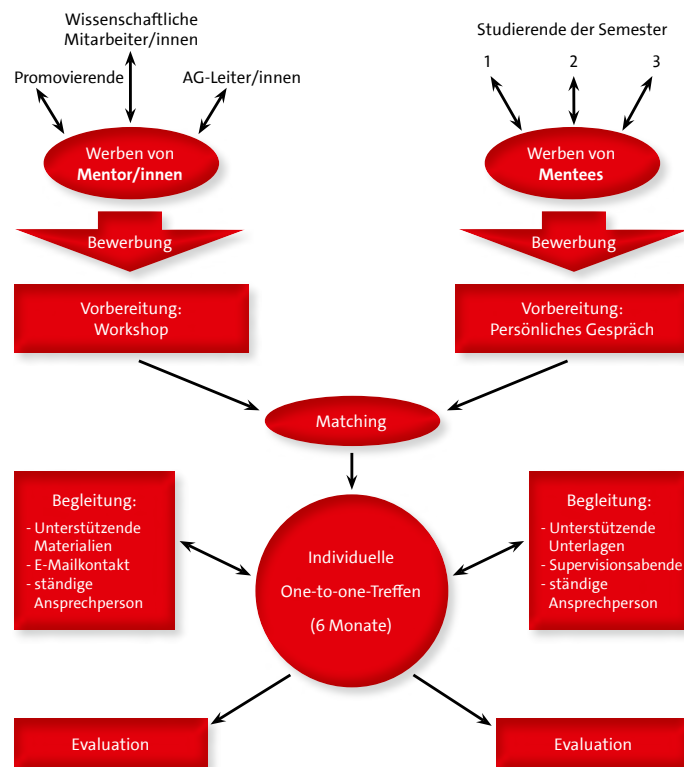 Wissenschaftliche
Mitarbeiter/innen
Promovierende
AG-Leiter/innen
Werben von
Mentor/innen
Bewerbung
Vorbereitung:
Workshop
Studierende der Semester
1 2 3
Werben von
Mentees
Bewerbung
Vorbereitung:
Persönliches Gespräch
Matching
Begleitung:
- Unterstützende
Materialien
- E-Mailkontakt
- ständige
Ansprechperson
Individuelle
One-to-one-Treffen
(6 Monate)
Begleitung:
- Unterstützende
Unterlagen
- Supervisionsabende
- ständige
Ansprechperson
Evaluation
Evaluation